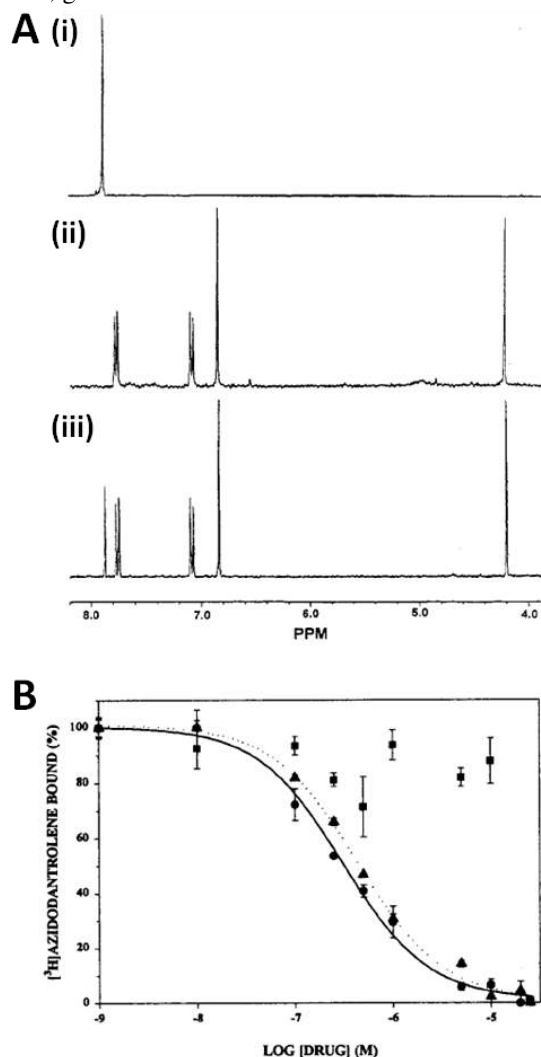 A (i)
(ii)
(iii)
8.0 7.0 6.0 5.0 4.0
PPM
B
[³H]AZIDODANTROLENE BOUND (%)
100
80
60
40
20
0
-9 -8 -7 -6 -5
LOG [DRUG] (M)